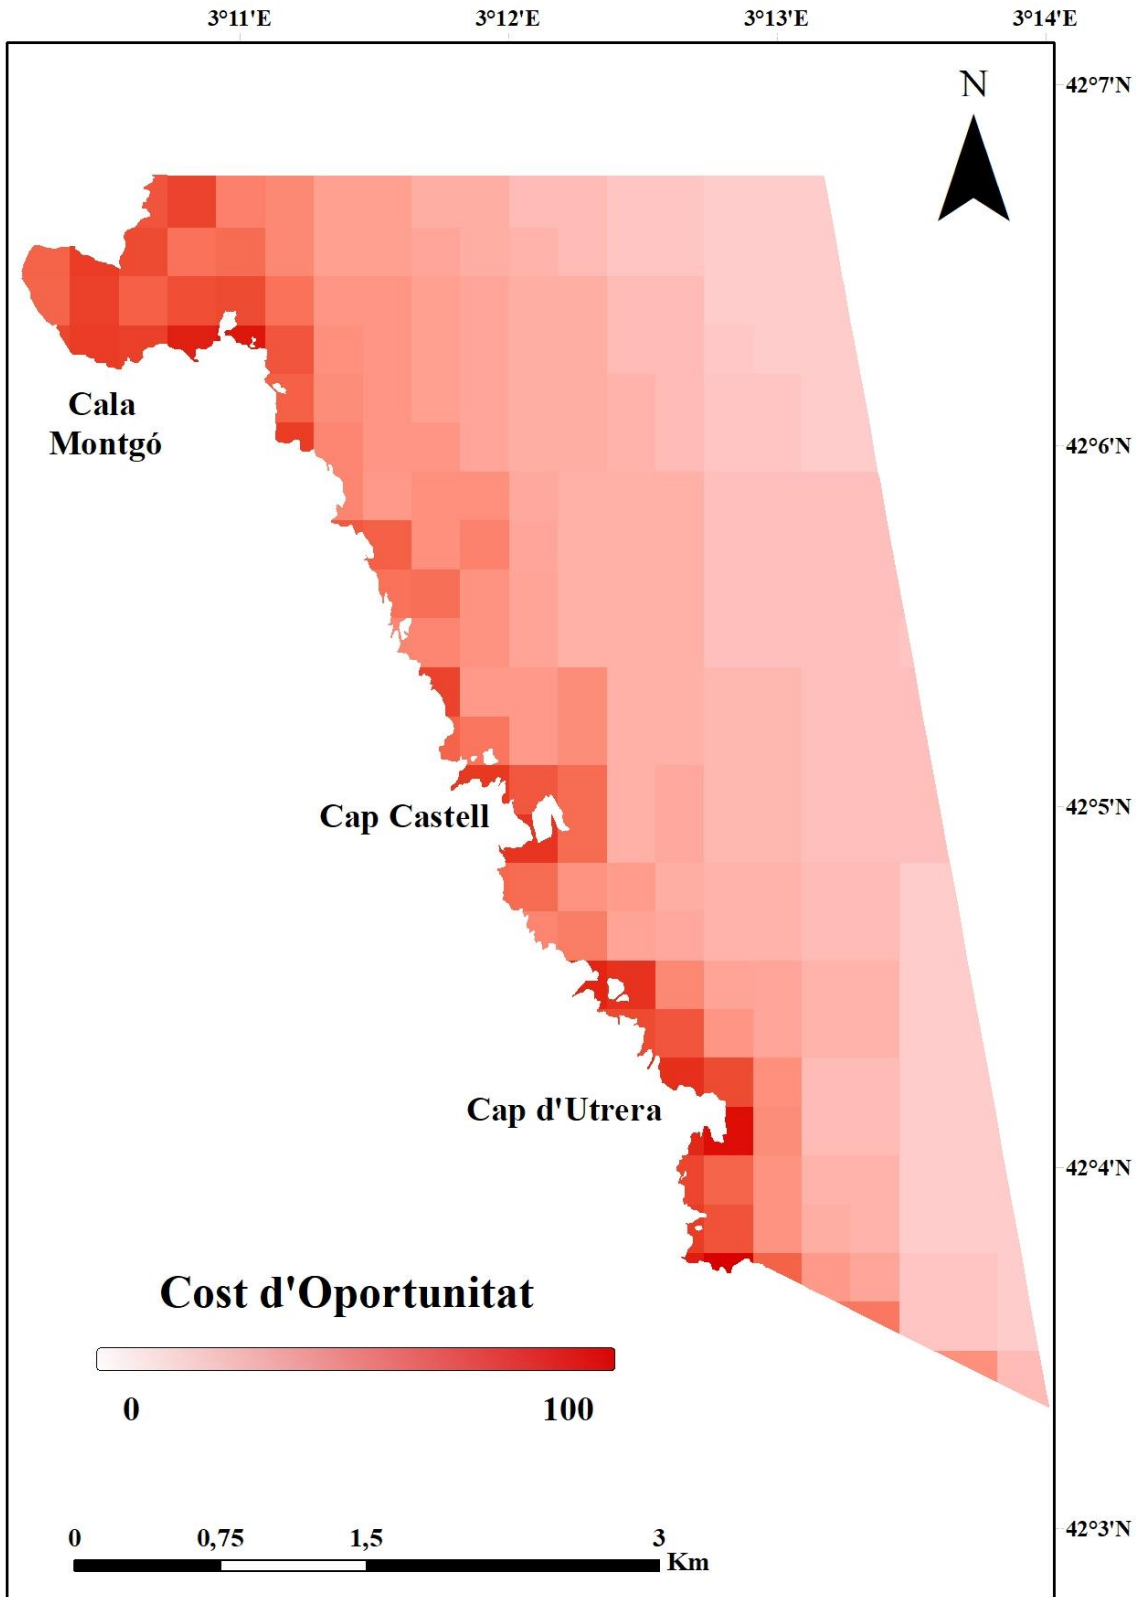 3°11'E 3°12'E 3°13'E 3°14'E
42°7'N
N
Cala
Montgó
42°6'N
Cap Castell
42°5'N
Cap d'Utrera
42°4'N
Cost d'Oportunitat
0 100
42°3'N
0 0,75 1,5 3
Km